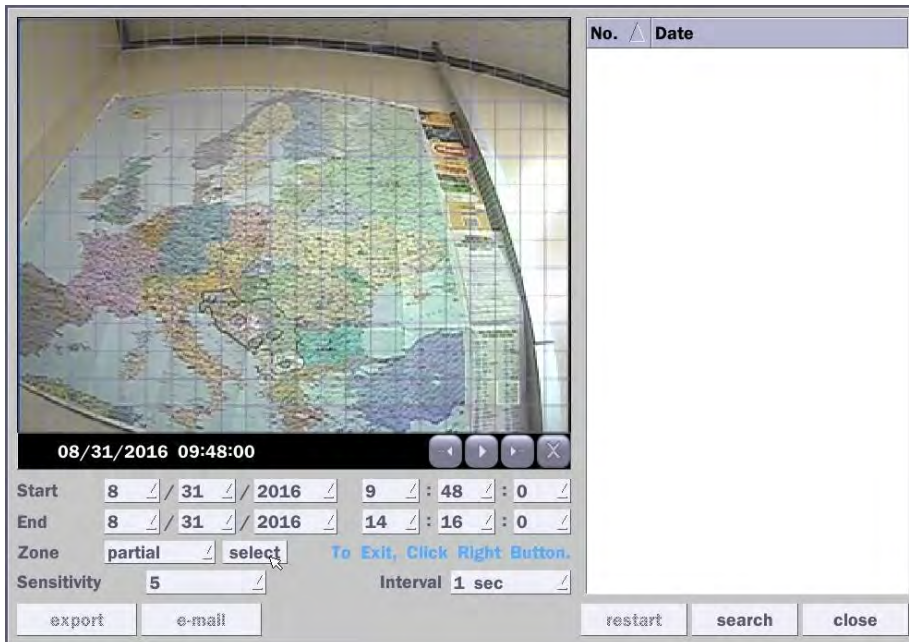 No. Date
08/31/2016 09:48:00
Start 8 / 31 / 2016 9 : 48 : 0
End 8 / 31 / 2016 14 : 16 : 0
Zone partial select To Exit, Click Right Button.
Sensitivity 5 Interval 1 sec
export e-mail restart search close